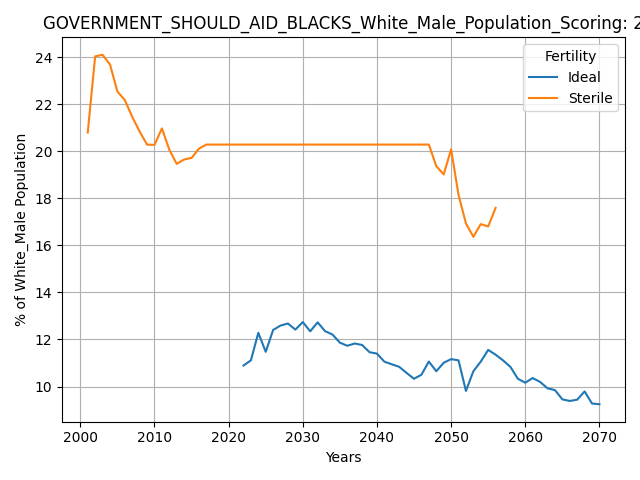 GOVERNMENT_SHOULD_AID_BLACKS_White_Male_Population_Scoring: 2
Fertility
Ideal
Sterile
% of White_Male Population
24
22
20
18
16
14
12
10
2000 2010 2020 2030 2040 2050 2060 2070
Years